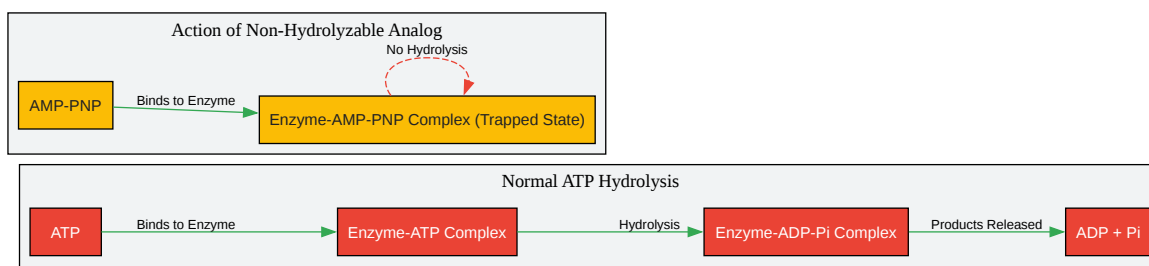 Action of Non-Hydrolyzable Analog
No Hydrolysis
AMP-PNP
Binds to Enzyme
Enzyme-AMP-PNP Complex (Trapped State)
Normal ATP Hydrolysis
ATP
Binds to Enzyme
Enzyme-ATP Complex
Hydrolysis
Enzyme-ADP-Pi Complex
Products Released
ADP + Pi